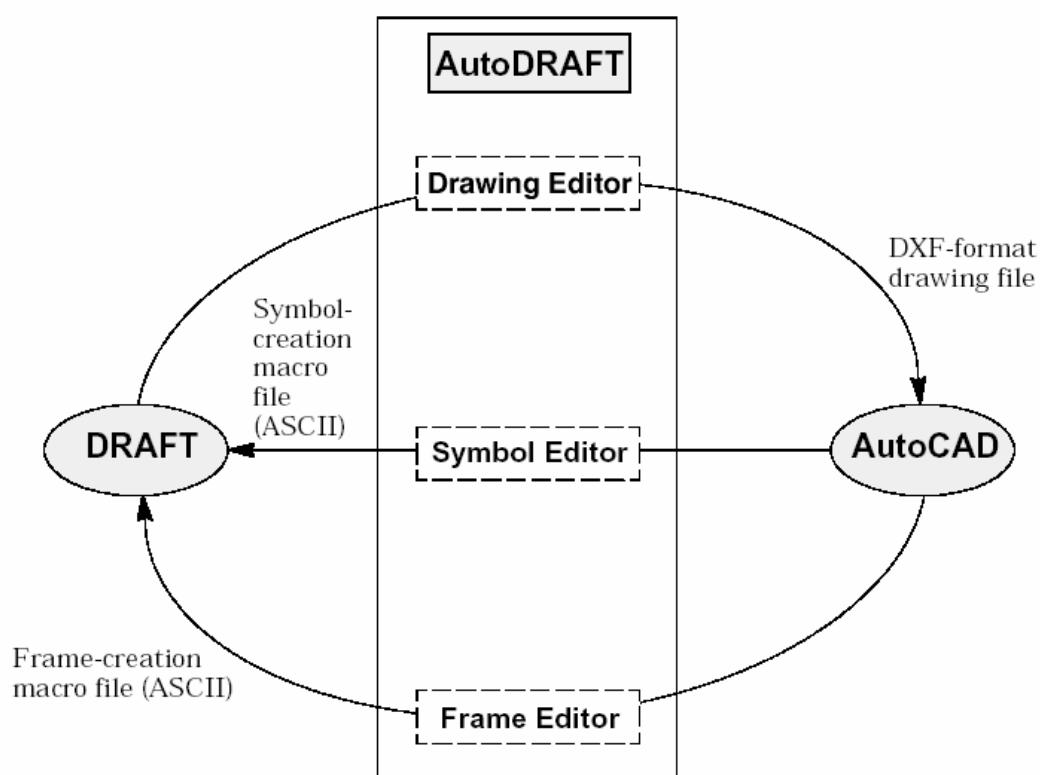 AutoDRAFT
Drawing Editor
DXF-format
drawing file
Symbol-
creation
macro
file
(ASCII)
DRAFT
Symbol Editor
AutoCAD
Frame-creation
macro file (ASCII)
Frame Editor